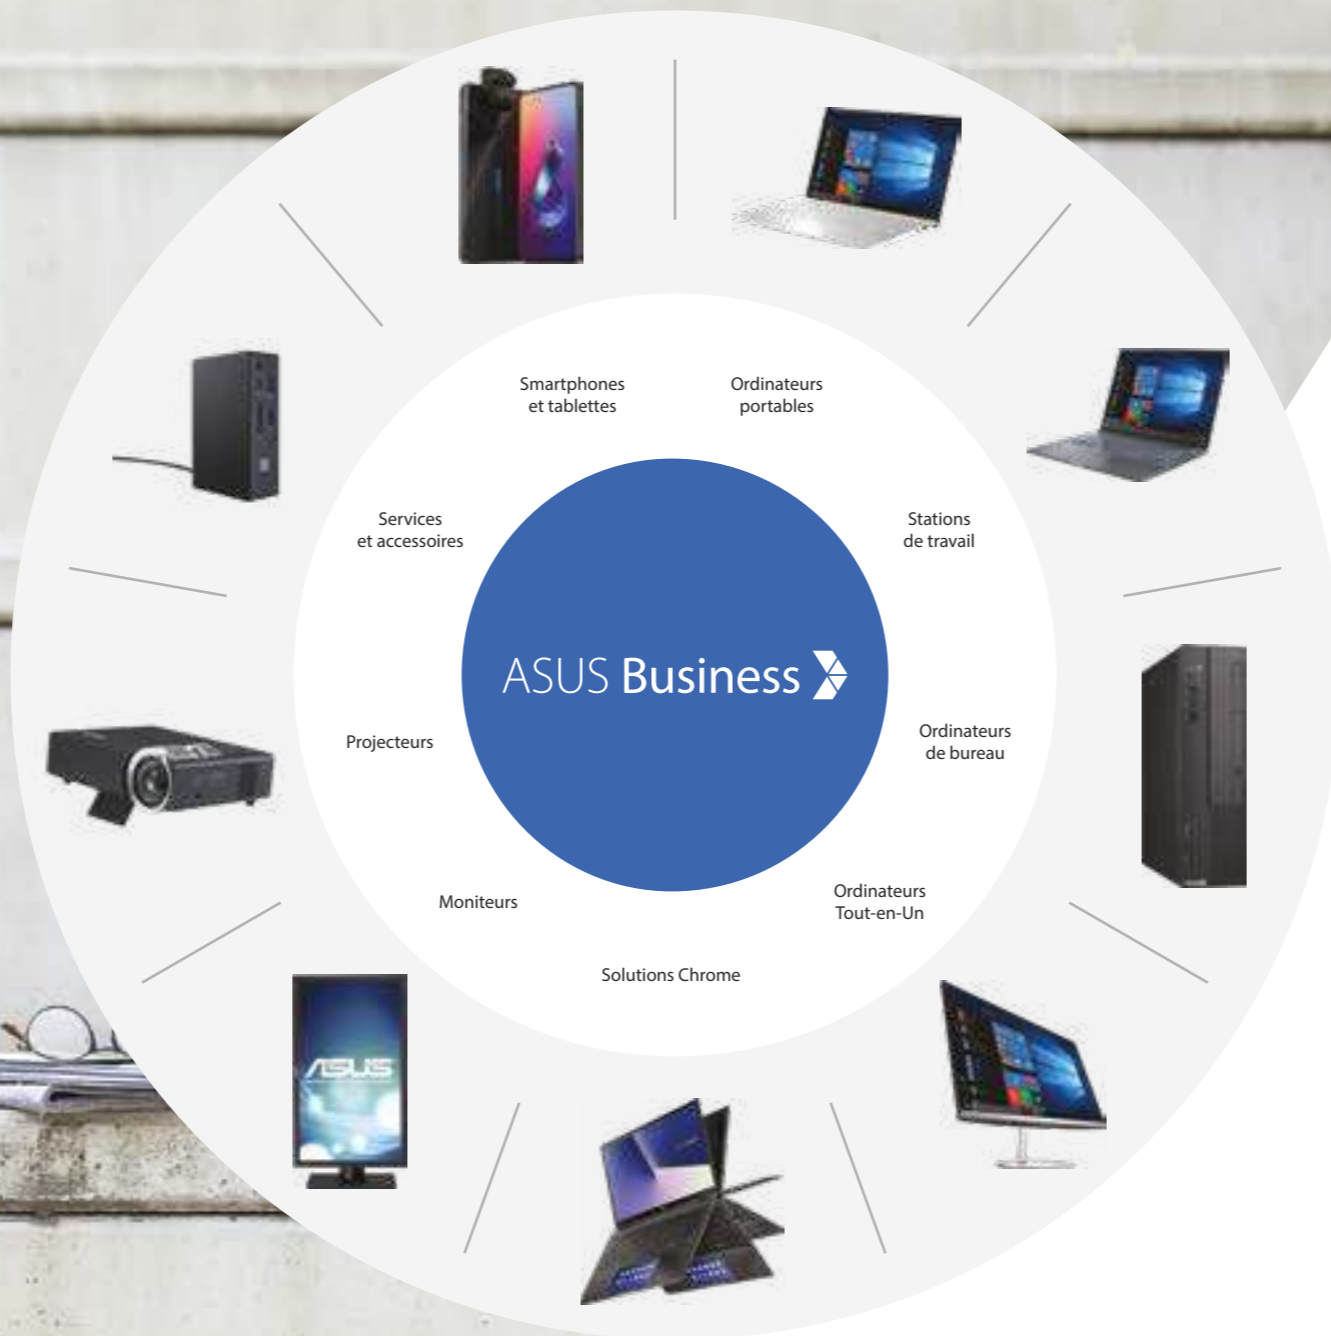 Smartphones
et tablettes
Ordinateurs
portables
Services
et accessoires
Stations
de travail
ASUS Business
Projecteurs
Ordinateurs
de bureau
Moniteurs
Ordinateurs
Tout-en-Un
Solutions Chrome
ASUS